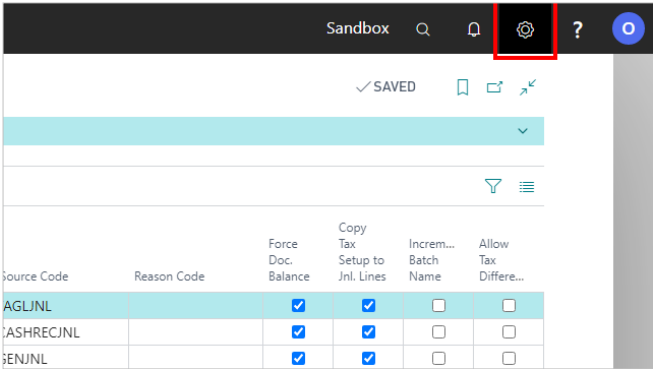 Sandbox
?
O
SAVED
Copy
Force Tax Increm... Allow
Doc. Setup to Batch Tax
Source Code Reason Code Balance Jnl. Lines Name Differe...
AGLJNL
CASHRECJNL
GENJNL